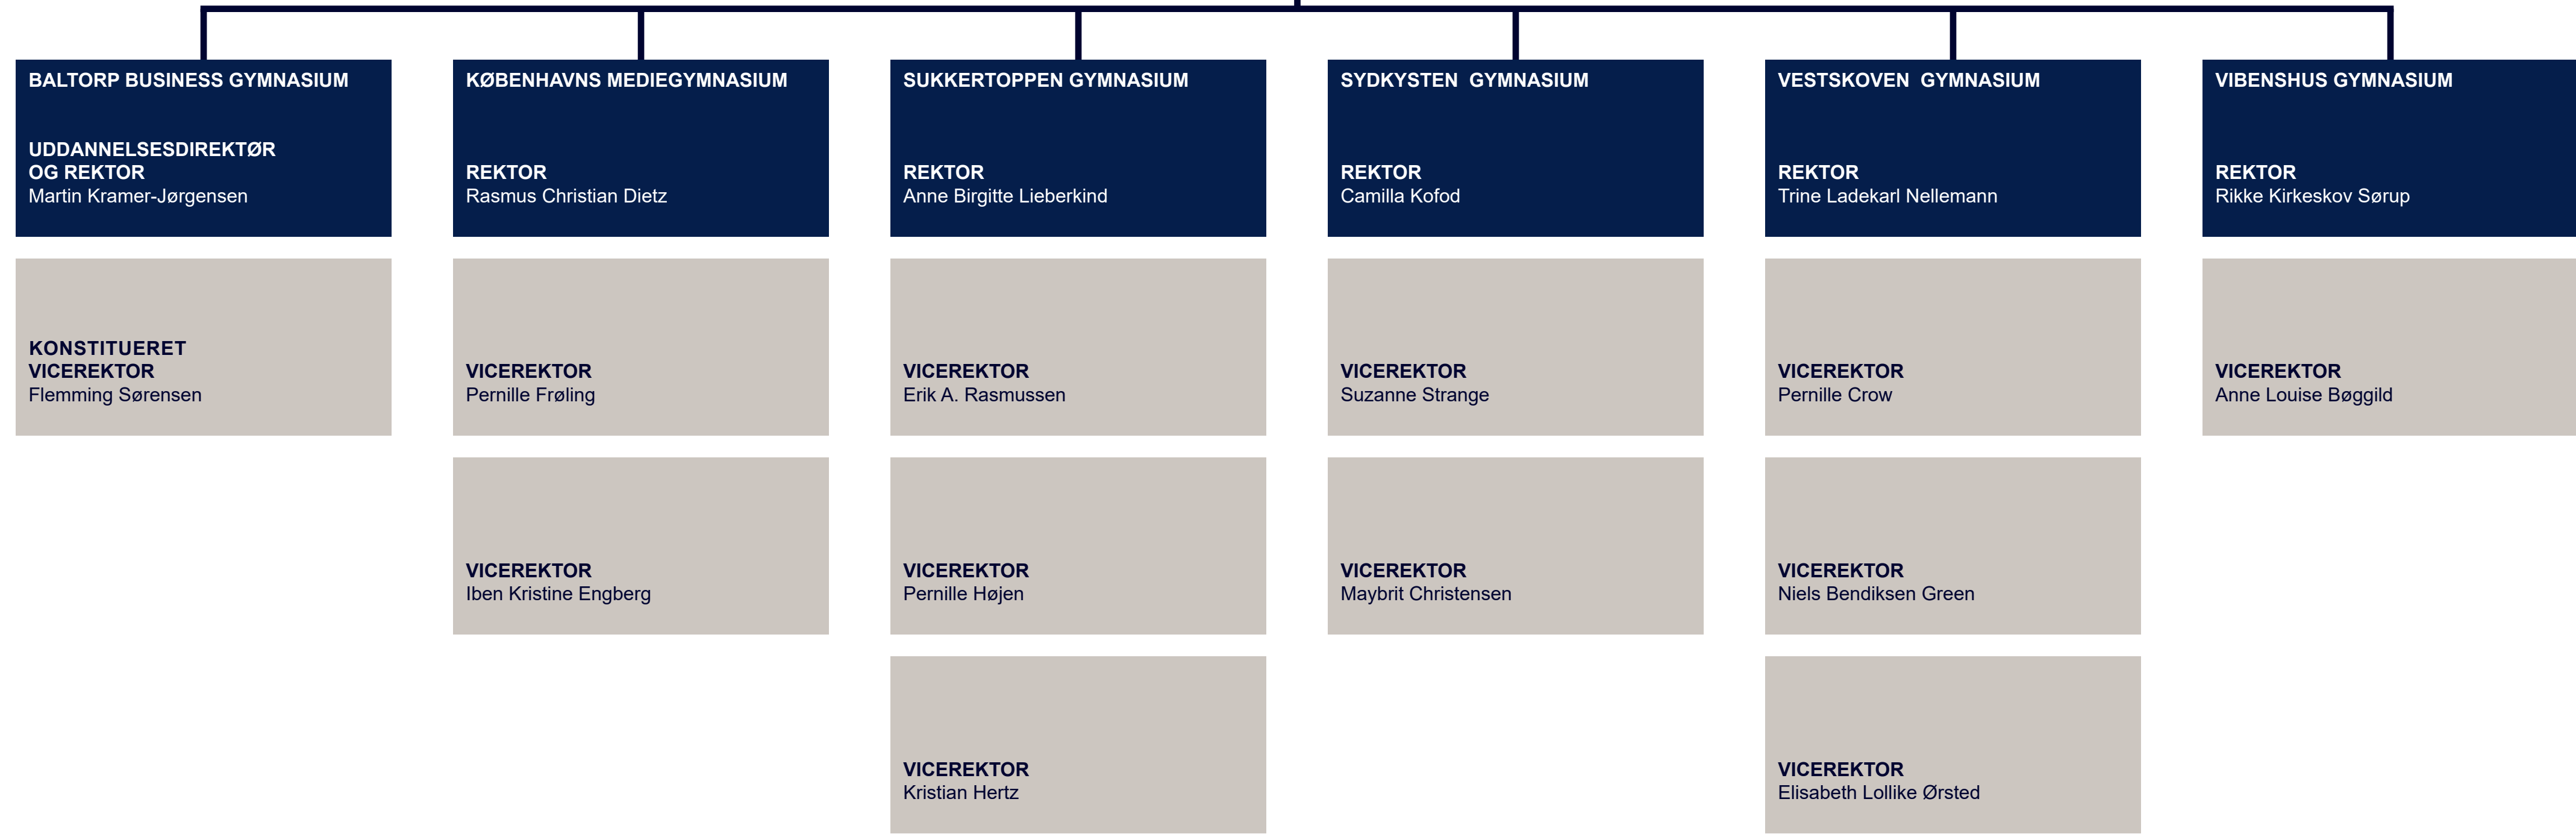 BALTORP BUSINESS GYMNASIUM
UDDANNELSESDIREKTØR
OG REKTOR
Martin Kramer-Jørgensen
KONSTITUERET
VICEREKTOR
Flemming Sørensen
KØBENHAVNS MEDIEGYMNASIUM
REKTOR
Rasmus Christian Dietz
VICEREKTOR
Pernille Frøling
VICEREKTOR
Iben Kristine Engberg
SUKKERTOPPEN GYMNASIUM
REKTOR
Anne Birgitte Lieberkind
VICEREKTOR
Erik A. Rasmussen
VICEREKTOR
Pernille Højen
VICEREKTOR
Kristian Hertz
SYDKYSTEN  GYMNASIUM
REKTOR
Camilla Kofod
VICEREKTOR
Suzanne Strange
VICEREKTOR
Maybrit Christensen
VESTSKOVEN  GYMNASIUM
REKTOR
Trine Ladekarl Nellemann
VICEREKTOR
Pernille Crow
VICEREKTOR
Niels Bendiksen Green
VICEREKTOR
Elisabeth Lollike Ørsted
VIBENSHUS GYMNASIUM
REKTOR
Rikke Kirkeskov Sørup
VICEREKTOR
Anne Louise Bøggild